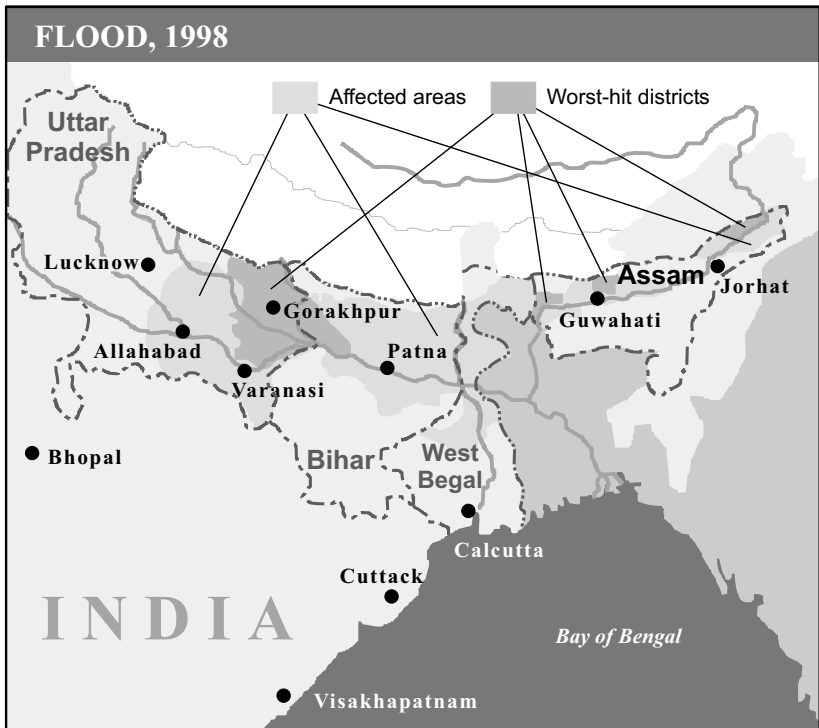 FLOOD, 1998
Affected areas
Worst-hit districts
Uttar
Pradesh
Lucknow
Assam
Jorhat
Gorakhpur
Guwahati
Allahabad
Patna
Varanasi
Bhopal
Bihar
West
Begal
Calcutta
Cuttack
INDIA
Bay of Bengal
Visakhapatnam